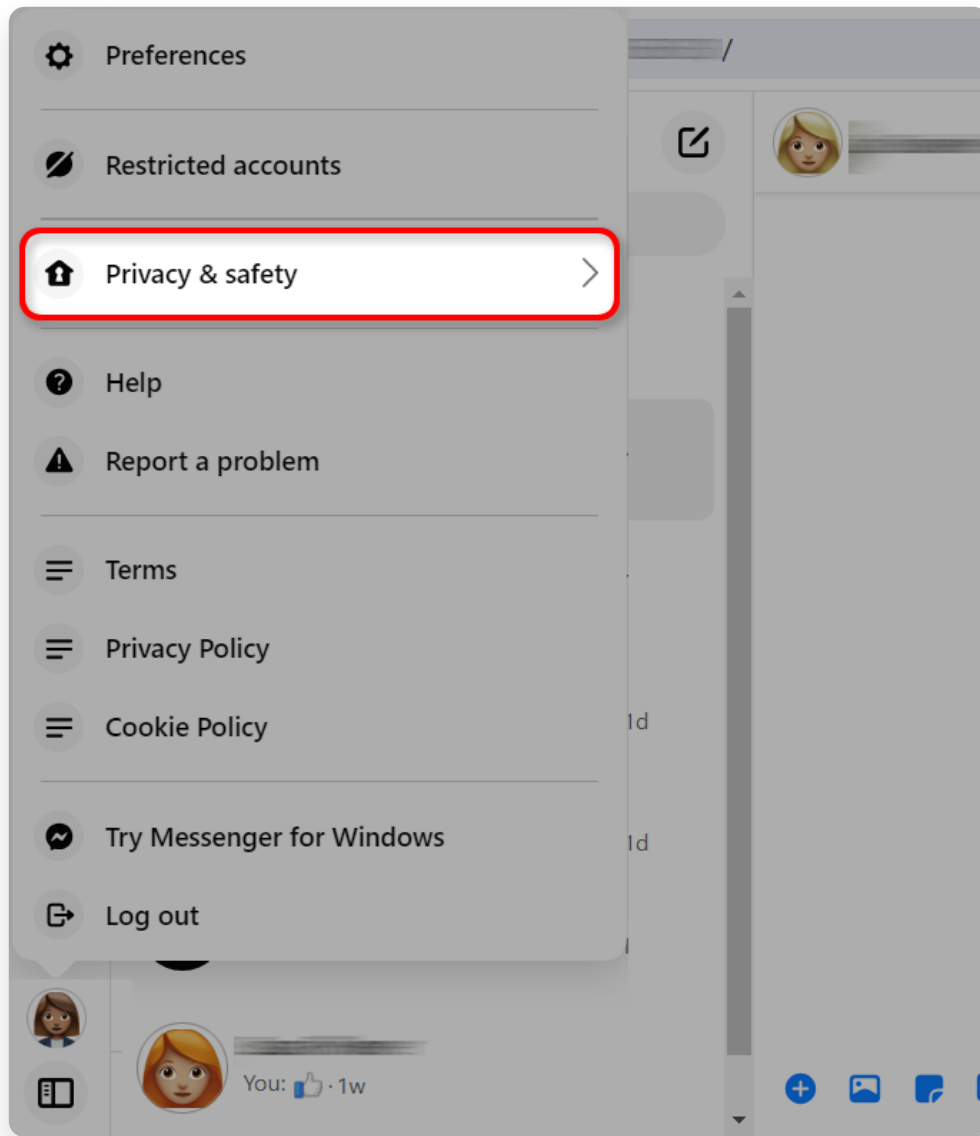 Preferences
/
Restricted accounts
Privacy & safety
Help
Report a problem
Terms
Privacy Policy
Cookie Policy
1d
Try Messenger for Windows
1d
Log out
You: 👍 · 1w